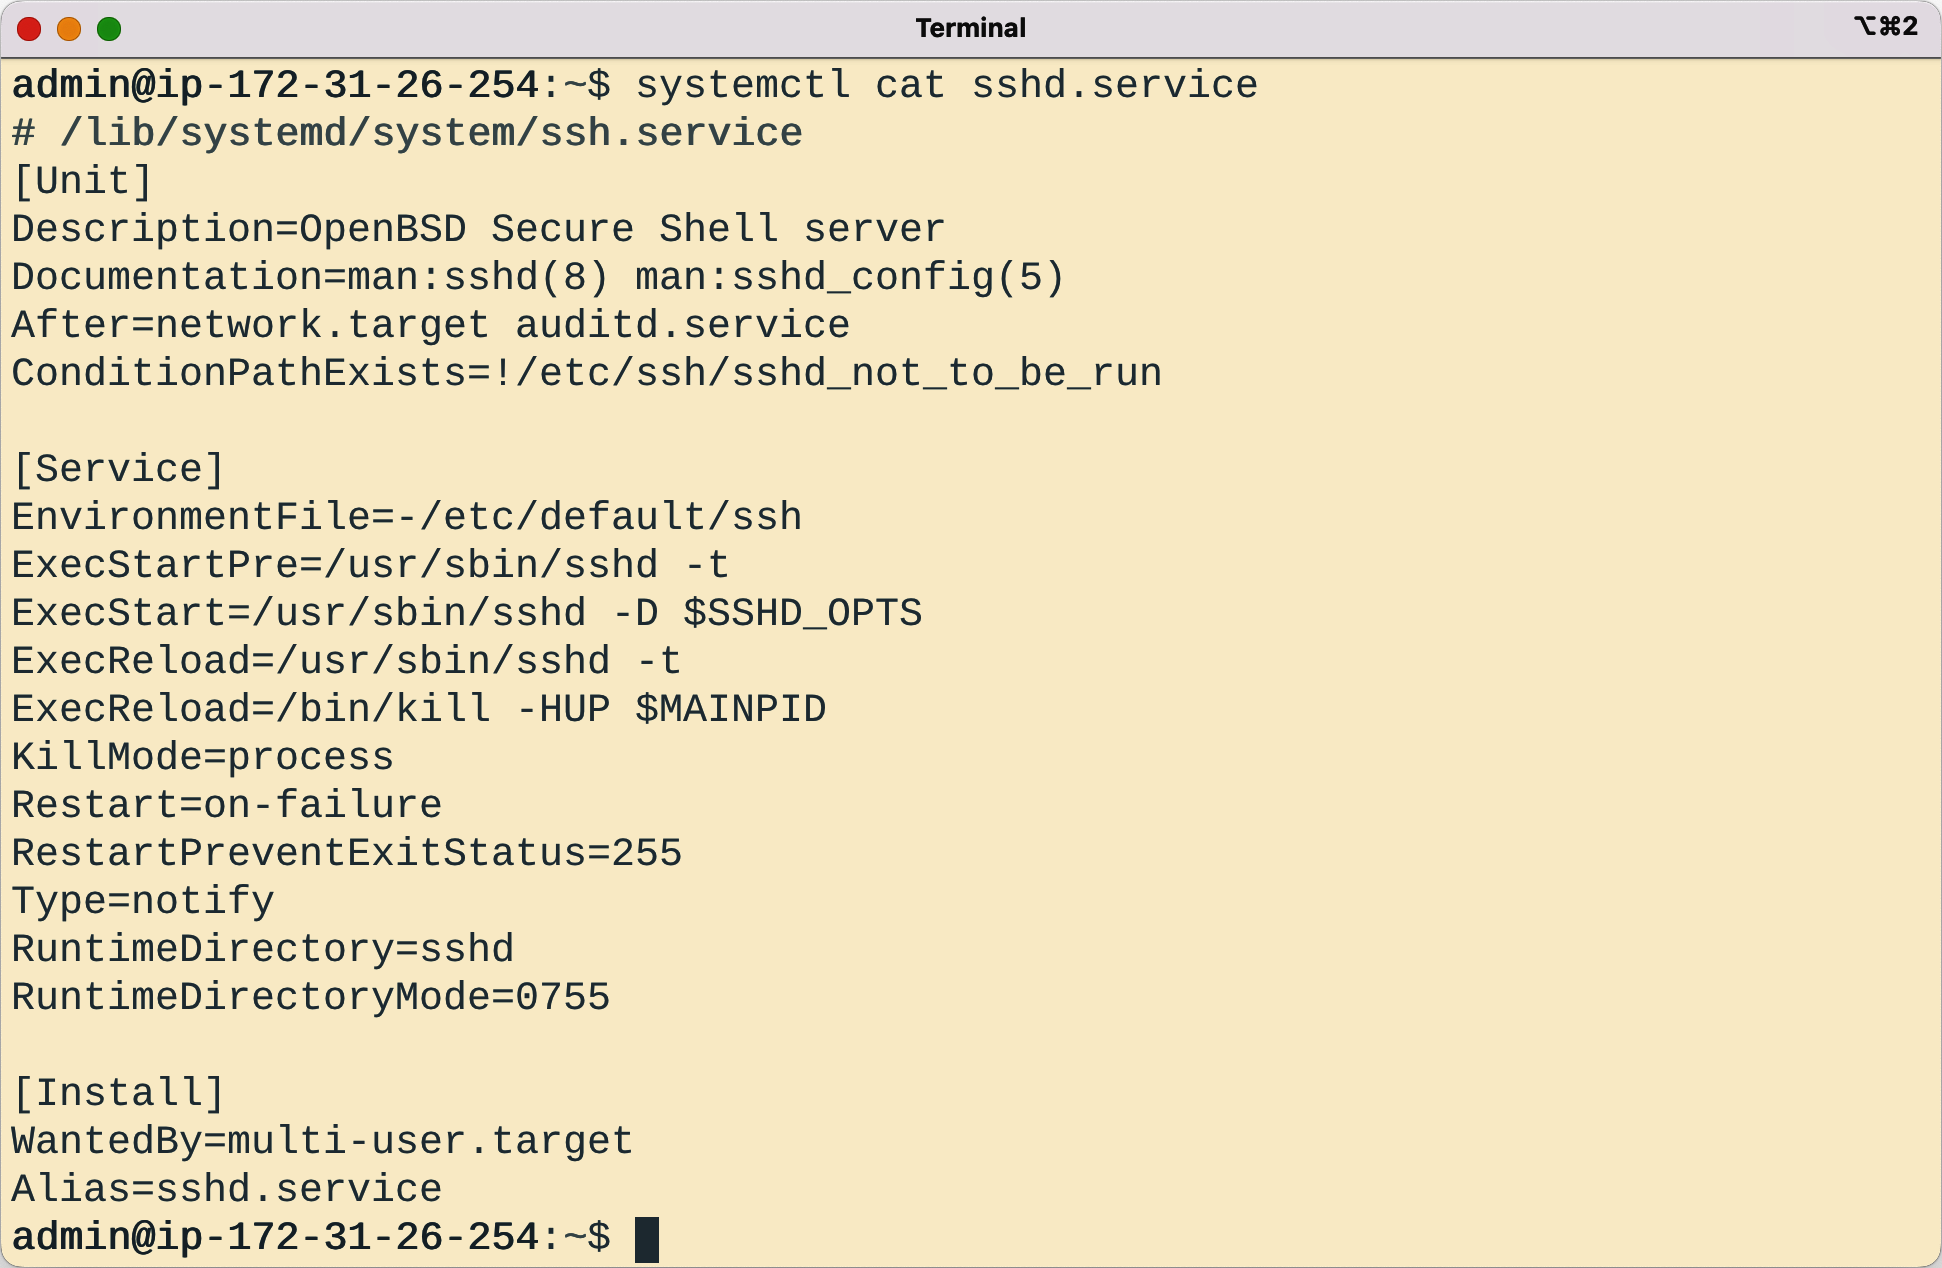 Terminal
⌥⌘2
admin@ip-172-31-26-254:~$ systemctl cat sshd.service
# /lib/systemd/system/ssh.service
[Unit]
Description=OpenBSD Secure Shell server
Documentation=man:sshd(8) man:sshd_config(5)
After=network.target auditd.service
ConditionPathExists=!/etc/ssh/sshd_not_to_be_run

[Service]
EnvironmentFile=-/etc/default/ssh
ExecStartPre=/usr/sbin/sshd -t
ExecStart=/usr/sbin/sshd -D $SSHD_OPTS
ExecReload=/usr/sbin/sshd -t
ExecReload=/bin/kill -HUP $MAINPID
KillMode=process
Restart=on-failure
RestartPreventExitStatus=255
Type=notify
RuntimeDirectory=sshd
RuntimeDirectoryMode=0755

[Install]
WantedBy=multi-user.target
Alias=sshd.service
admin@ip-172-31-26-254:~$